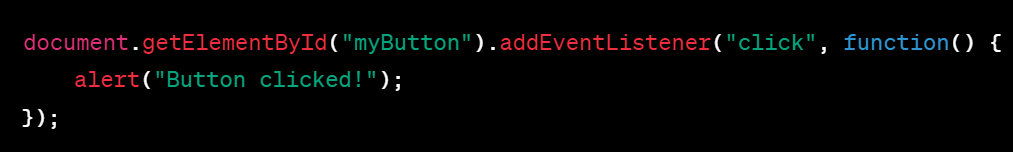 document.getElementById("myButton").addEventListener("click", function() {
    alert("Button clicked!");
});